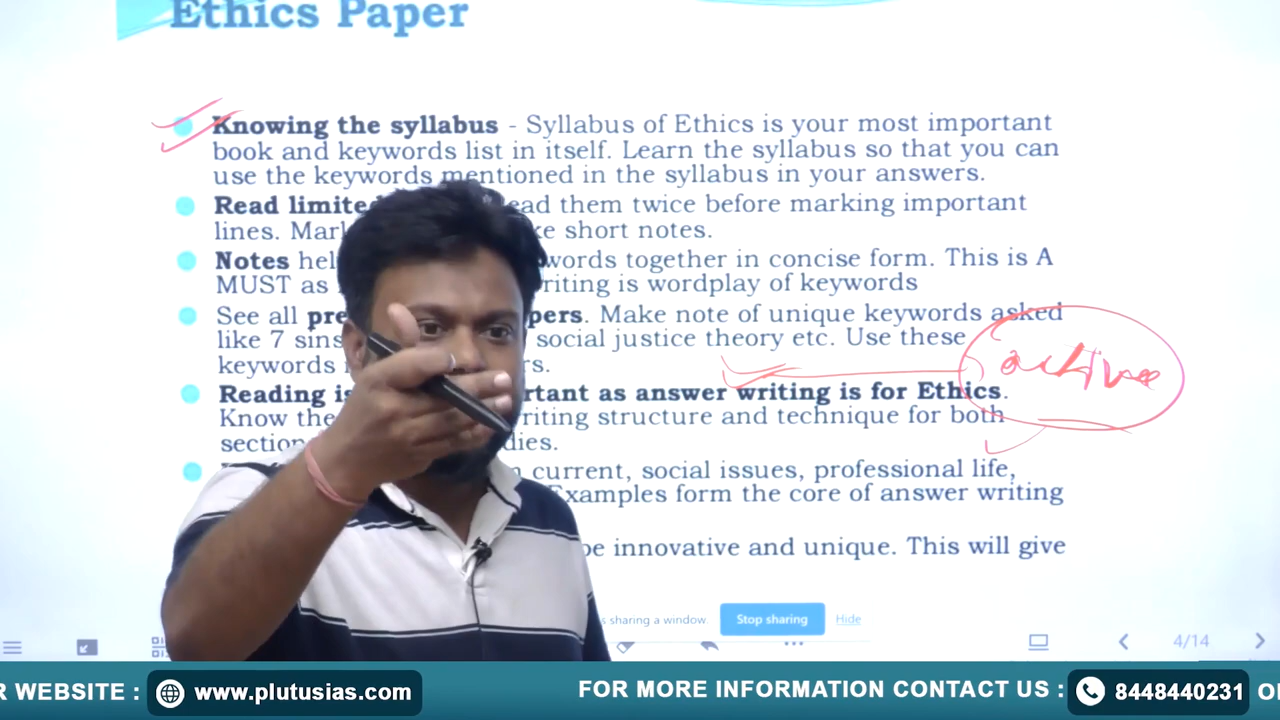 Ethics Paper
Knowing the syllabus - Syllabus of Ethics is your most important
book and keywords list in itself. Learn the syllabus so that you can
use the keywords mentioned in the syllabus in your answers.
Read limited ead them twice before marking important
lines. Mar ke short notes.
Notes hel words together in concise form. This is A
MUST as riting is wordplay of keywords
See all pre pers. Make note of unique keywords asked
like 7 sins social justice theory etc. Use these
keywords rs.
active
Reading is rtant as answer writing is for Ethics.
Know the riting structure and technique for both
section dies.
current, social issues, professional life,
Examples form the core of answer writing
be innovative and unique. This will give
s sharing a window. Stop sharing Hide
4/14
R WEBSITE : www.plutusias.com FOR MORE INFORMATION CONTACT US : 8448440231 O